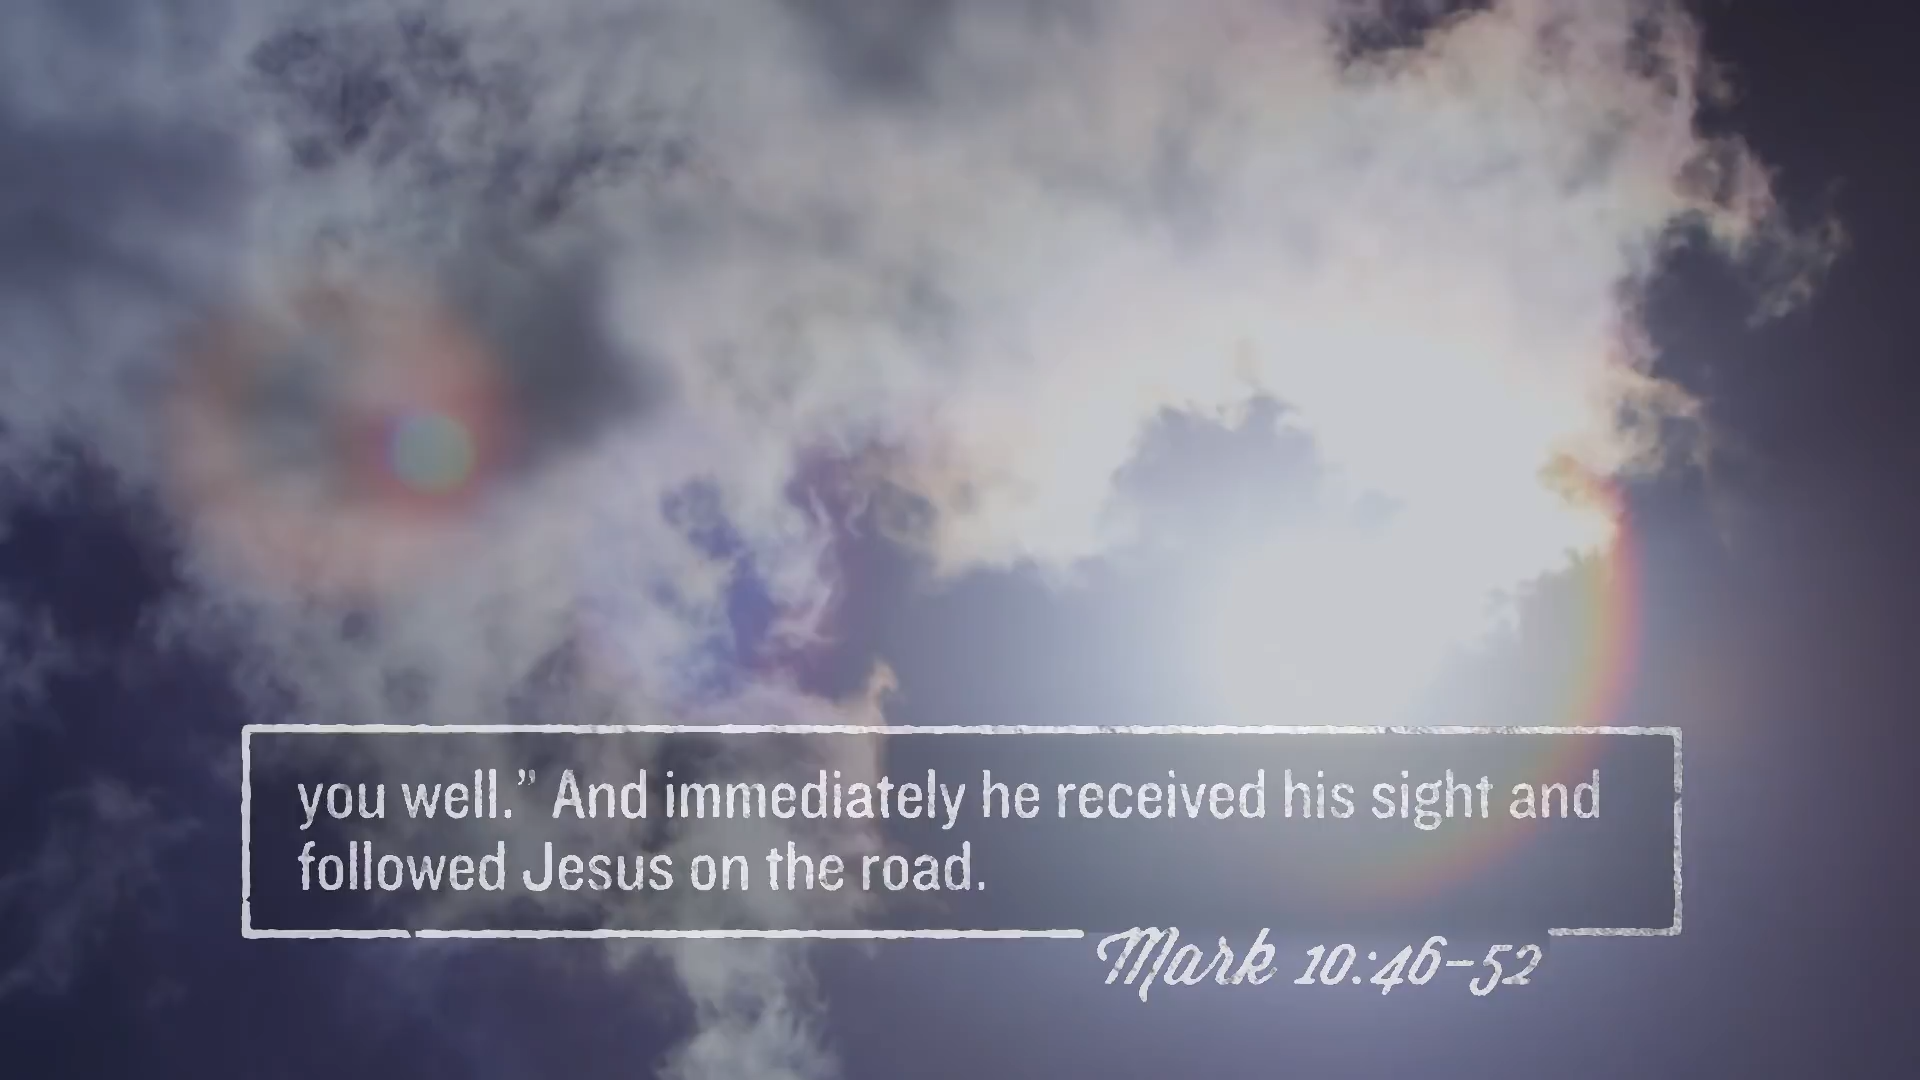 you well.” And immediately he received his sight and
followed Jesus on the road.
Mark 10:46-52